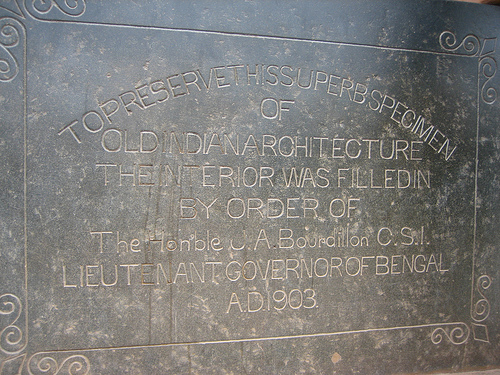 TO PRESERVE THIS SUPERB SPECIMEN
OF
OLD INDIAN ARCHITECTURE
THE INTERIOR WAS FILLED IN
BY ORDER OF
The Hon'ble J. A. Bourdillon C.S.I.
LIEUTENANT GOVERNOR OF BENGAL
A.D. 1903